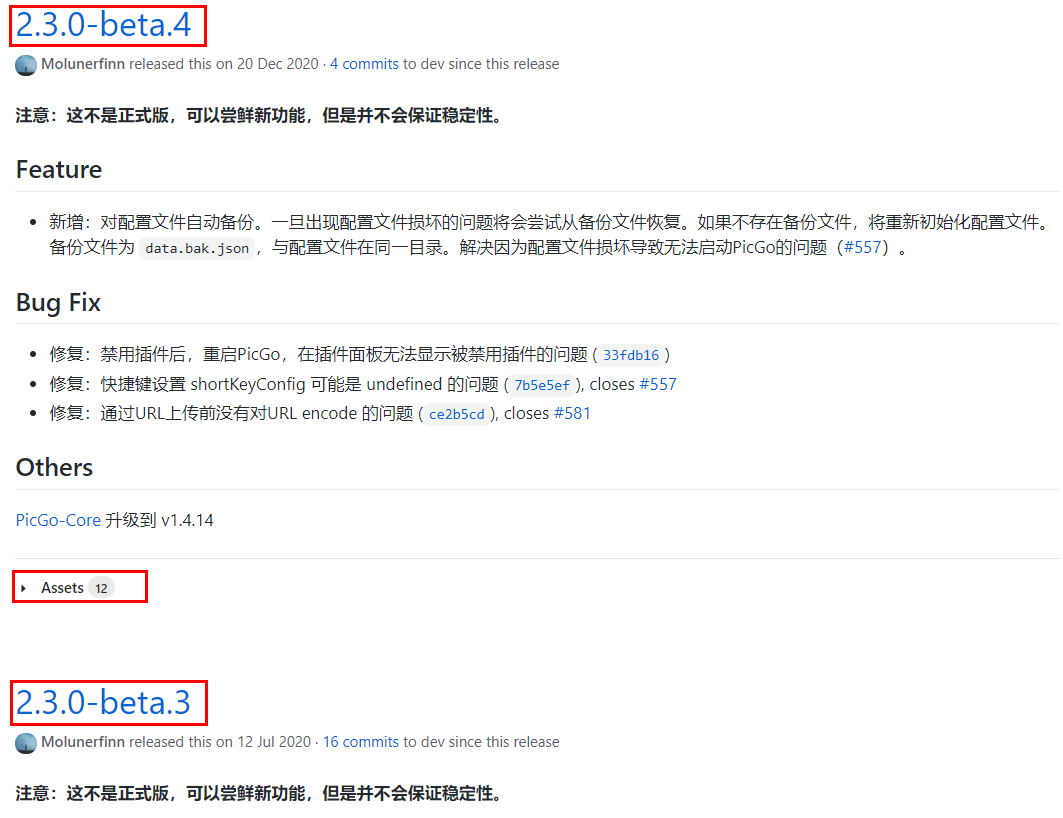 2.3.0-beta.4
Molunerfinn released this on 20 Dec 2020 · 4 commits to dev since this release
注意：这不是正式版，可以尝鲜新功能，但是并不会保证稳定性。
Feature
• 新增：对配置文件自动备份。一旦出现配置文件损坏的问题将会尝试从备份文件恢复。如果不存在备份文件，将重新初始化配置文件。
备份文件为 data.bak.json，与配置文件在同一目录。解决因为配置文件损坏导致无法启动PicGo的问题（#557）。
Bug Fix
• 修复：禁用插件后，重启PicGo，在插件面板无法显示被禁用插件的问题 ( 33fdb16 )
• 修复：快捷键设置 shortKeyConfig 可能是 undefined 的问题 ( 7b5e5ef ), closes #557
• 修复：通过URL上传前没有对URL encode 的问题 ( ce2b5cd ), closes #581
Others
PicGo-Core 升级到 v1.4.14
Assets 12
2.3.0-beta.3
Molunerfinn released this on 12 Jul 2020 · 16 commits to dev since this release
注意：这不是正式版，可以尝鲜新功能，但是并不会保证稳定性。